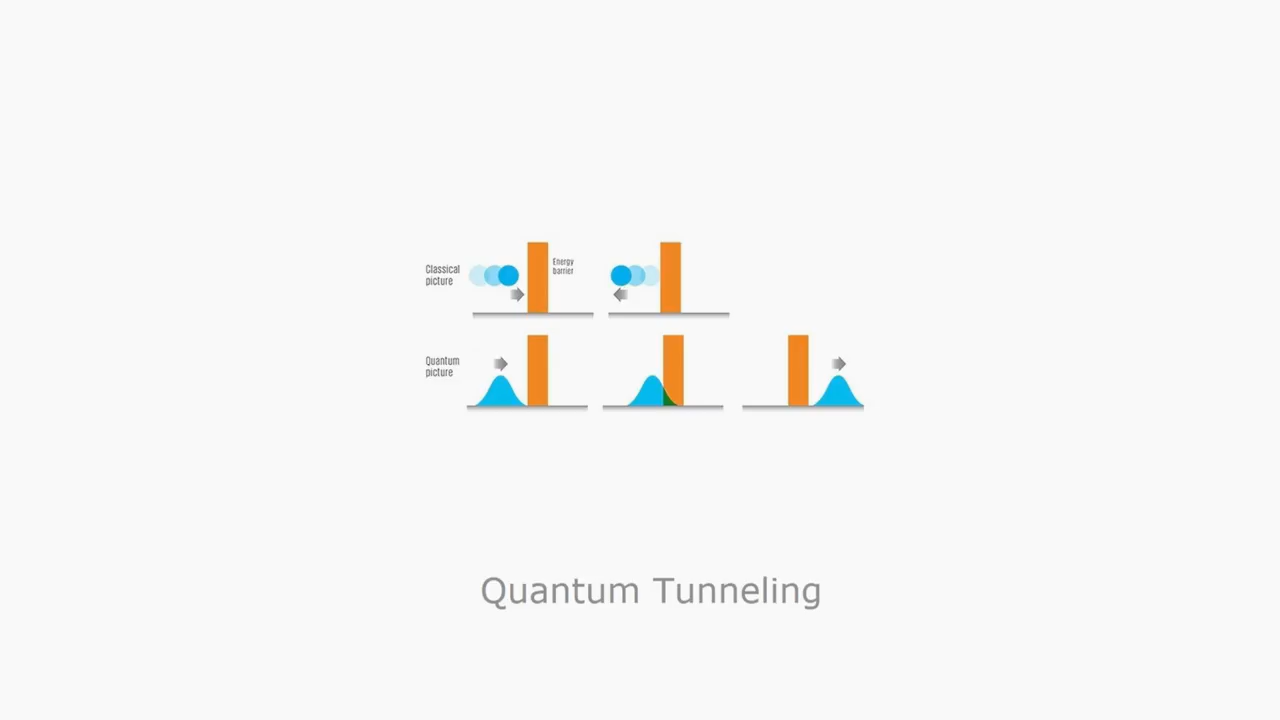 Classical
picture
Energy
barrier
Quantum
picture
Quantum Tunneling